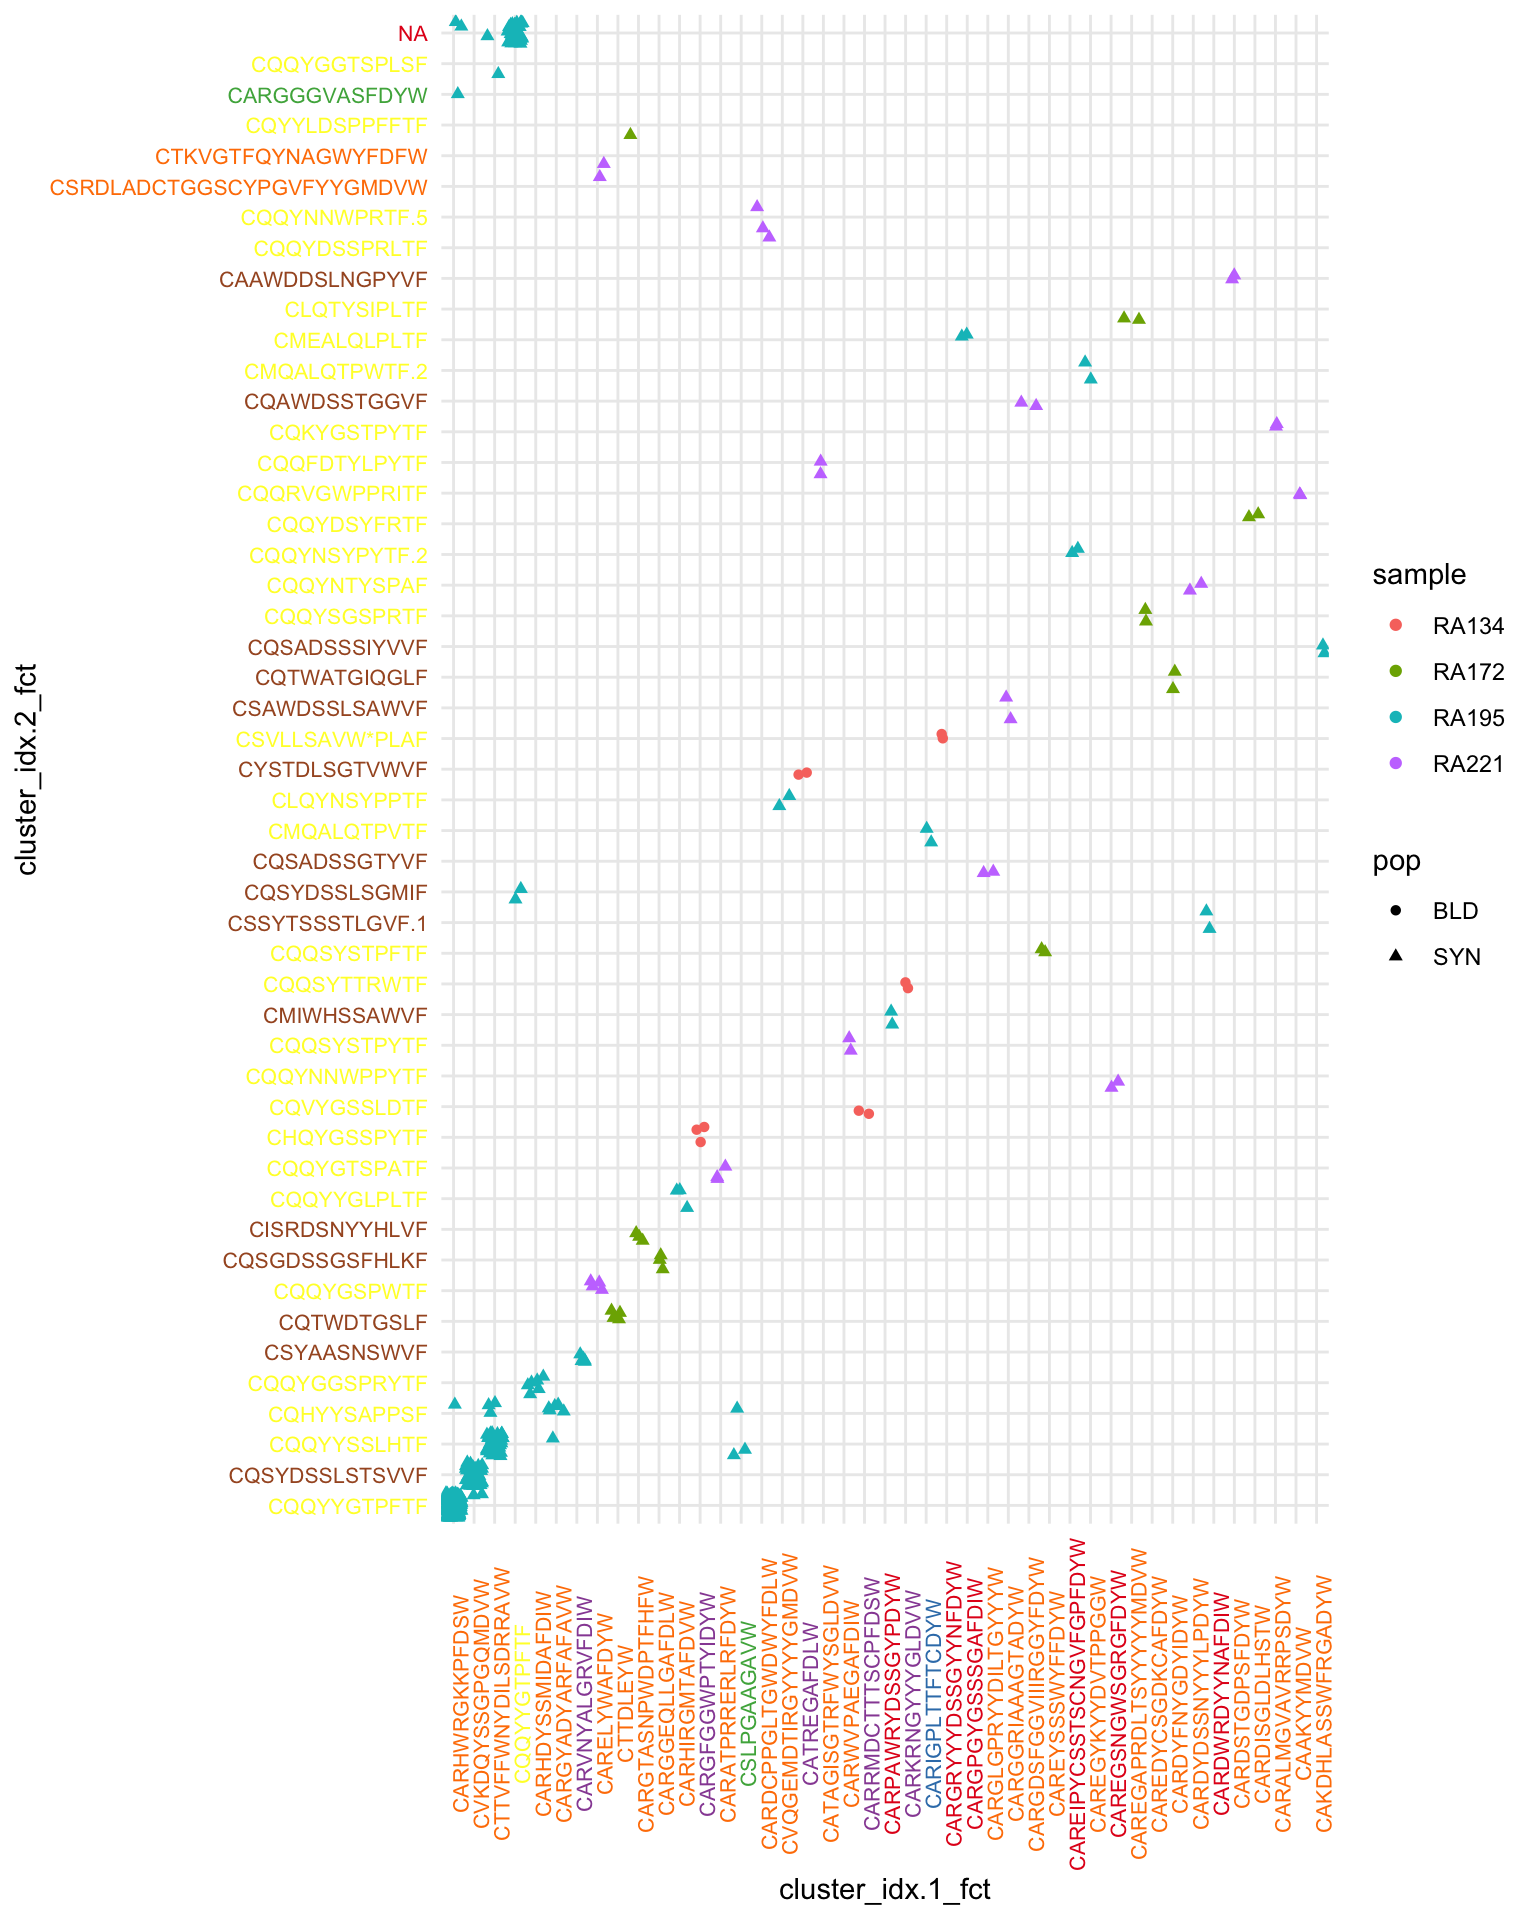 NA
CQQYGGTSPLSF
CARGGGVASFDYW
CQYYLDSPPFFTF
CTKVGTFQYNAGWYFDFW
CSRDLADCTGGSCYPGVFYYGMDVW
CQQYNNWPRTF.5
CQQYDSSPRLTF
CAAWDDSLNGPYVF
CLQTYSIPLTF
CMEALQLPLTF
CMQALQTPWTF.2
CQAWDSSTGGVF
CQKYGSTPYTF
CQQFDTYLPYTF
CQQRVGWPPRITF
CQQYDSYFRTF
CQQYNSYPYTF.2
CQQYNTYSPAF
CQQYSGSPRTF
CQSADSSSIYVVF
CQTWATGIQGLF
CSAWDSSLSAWVF
CSVLLSAVW*PLAF
CYSTDLSGTVWVF
CLQYNSYPPTF
CMQALQTPVTF
CQSADSSGTYVF
CQSYDSSLSGMIF
CSSYTSSSTLGVF.1
CQQSYSTPFTF
CQQSYTTRWTF
CMIWHSSAWVF
CQQSYSTPYTF
CQQYNNWPPYTF
CQVYGSSLDTF
CHQYGSSPYTF
CQQYGTSPATF
CQQYYGLPLTF
CISRDSNYYHLVF
CQSGDSSGSFHLKF
CQQYGSPWTF
CQTWDTGSLF
CSYAASNSWVF
CQQYGGSPRYTF
CQHYYSAPPSF
CQQYYSSLHTF
CQSYDSSLSTSVVF
CQQYYGTPFTF
cluster_idx.2_fct
CARHWRGKKPFDSW
CVKDQYSSGPGQMDVW
CTTVFFVWNYDILSDRRAVW
CQQYYGTPFTF
CARHDYSSMIDAFDIW
CARGYADYARFAFAVW
CARVNYALGRVFDIW
CARELYWAFDYW
CTTDLEYW
CARGTASNPWDPTFHFW
CARGGEQLLGAFDLW
CARHIRGMTAFDVW
CARGFGGWPTYIDYW
CARATPRRERLRFDYW
CSLPGAAGAVW
CARDCPPGLTGWDWYFDLW
CVQGEMDTIRGYYYYGMDVW
CATREGAFDLW
CATAGISGTRFWYSGLDVW
CARWVPAEGAFDIW
CARRMDCTTTSCPFDSW
CARPAWRYDSSGYPDYW
CARKRNGYYYGLDVW
CARIGPLTTFTCDYW
CARGRYYYDSSGYYNFDYW
CARGPGYGSSSGAFDIW
CARGLGPRYYDILTGYYYYW
CARGGRIAAAGTADYW
CARGDSFGGVIIIRGGYFDYW
CAREYSSSWYFFDYW
CAREIPYCSSTSCNGVFGPFDYW
CAREGYKYYDVTPPGGW
CAREGSNGWSGRGFDYW
CAREGAPRDLTSYYYYYMDVW
CAREDYCSGDKCAFDYW
CARDYFNYGDYIDYW
CARDYDSSNYYLPDYW
CARDWRDYYNAFDIW
CARDSTGDPSFDYW
CARDISGLDLHSTW
CARALMGVAVRRPSDYW
CAAKYYMDVW
CAKDHLASSWFRGADYW
cluster_idx.1_fct
sample
RA134
RA172
RA195
RA221
pop
BLD
SYN